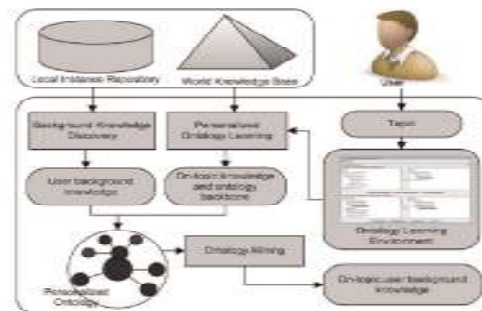 Local Instance Repository
World Knowledge Base
User
Background Knowledge
Discovery
Personalized
Ontology Learning
Topic
User background
knowledge
On-topic knowledge
and ontology
backbone
Ontology Learning
Environment
Ontology Mining
Personalized
Ontology
On-topic user background
knowledge